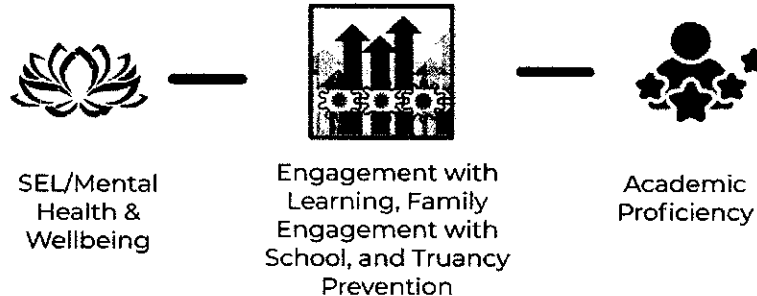 SEL/Mental
Health &
Wellbeing
Engagement with
Learning, Family
Engagement with
School, and Truancy
Prevention
Academic
Proficiency